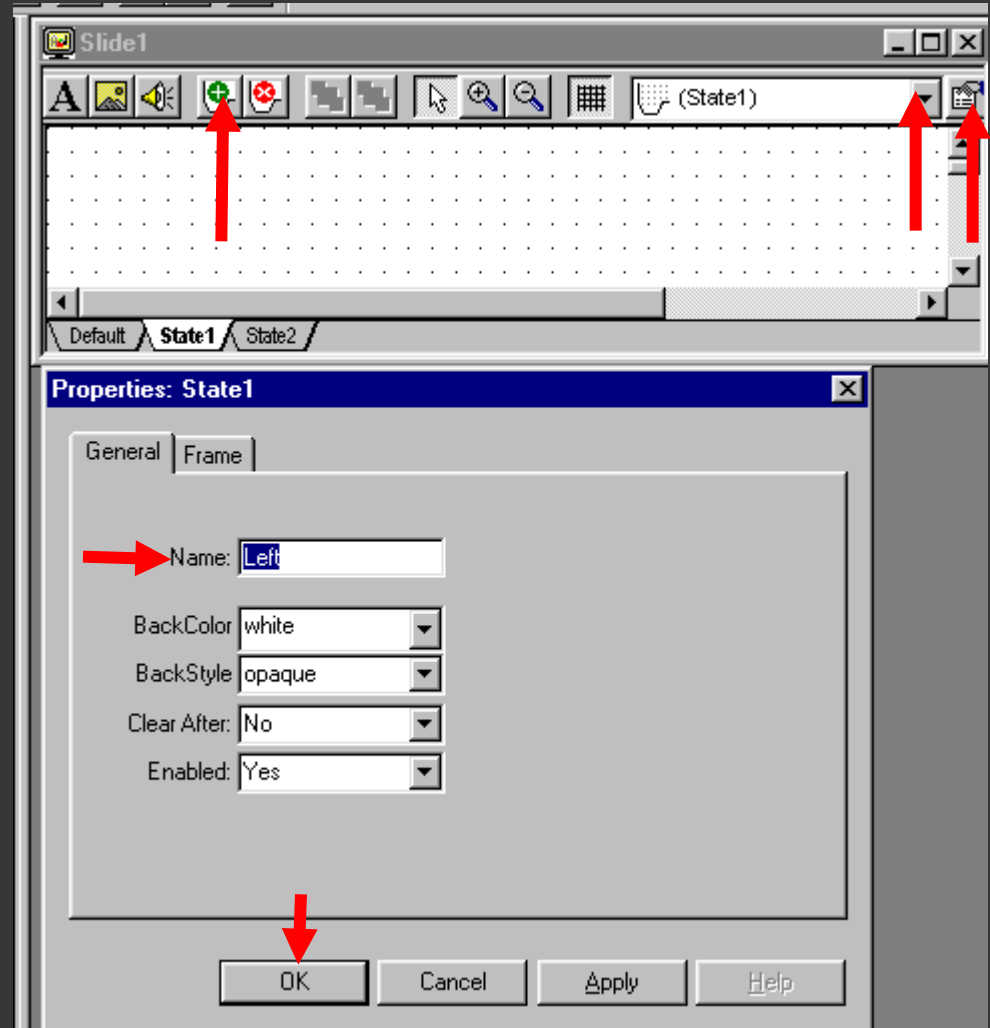 Slide1
A (State1)
Default State1 State2
Properties: State1
General Frame
Name: Left
BackColor white
BackStyle opaque
Clear After: No
Enabled: Yes
OK Cancel Apply Help